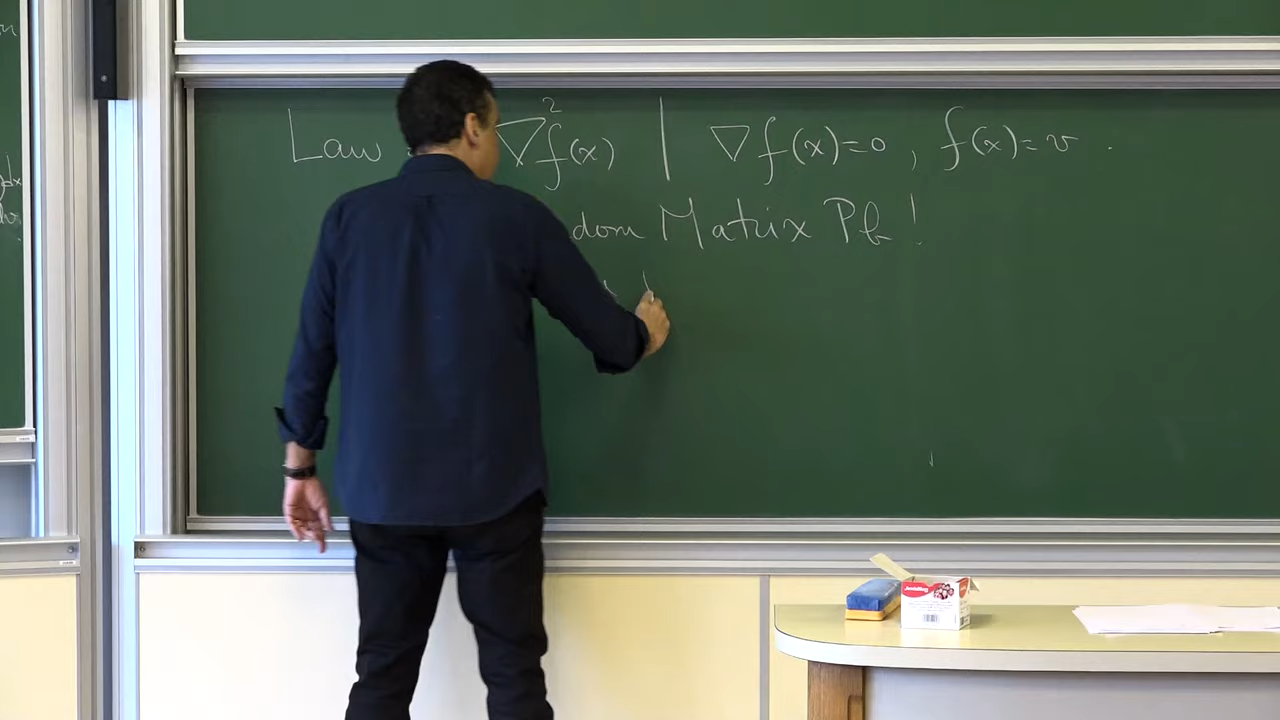 Law ∇²f(x) | ∇f(x)=0, f(x)=v.
dom Matrix Pb!